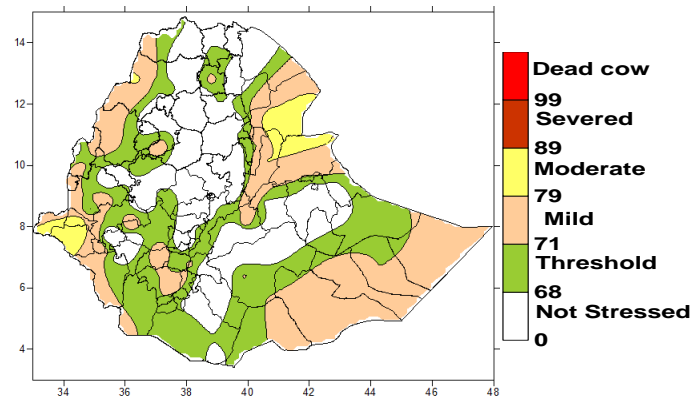 14
12
10
8
6
4
34 36 38 40 42 44 46 48
Dead cow
99
Severed
89
Moderate
79
Mild
71
Threshold
68
Not Stressed
0